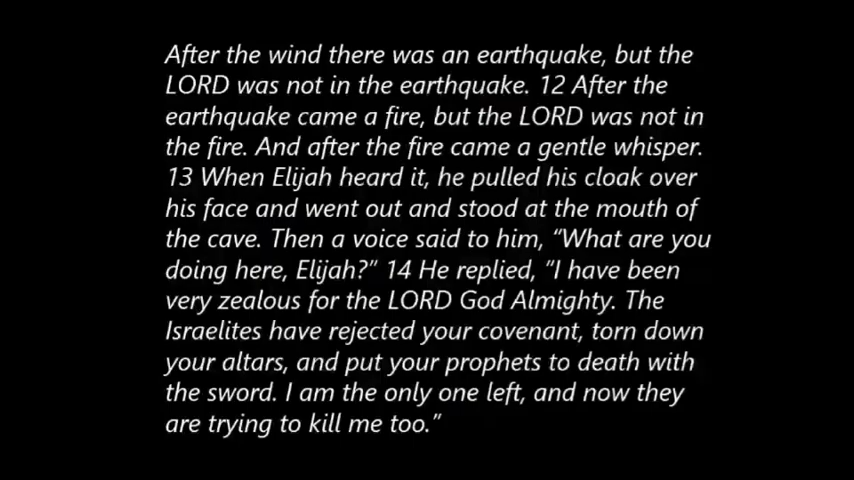 After the wind there was an earthquake, but the
LORD was not in the earthquake. 12 After the
earthquake came a fire, but the LORD was not in
the fire. And after the fire came a gentle whisper.
13 When Elijah heard it, he pulled his cloak over
his face and went out and stood at the mouth of
the cave. Then a voice said to him, “What are you
doing here, Elijah?” 14 He replied, “I have been
very zealous for the LORD God Almighty. The
Israelites have rejected your covenant, torn down
your altars, and put your prophets to death with
the sword. I am the only one left, and now they
are trying to kill me too.”